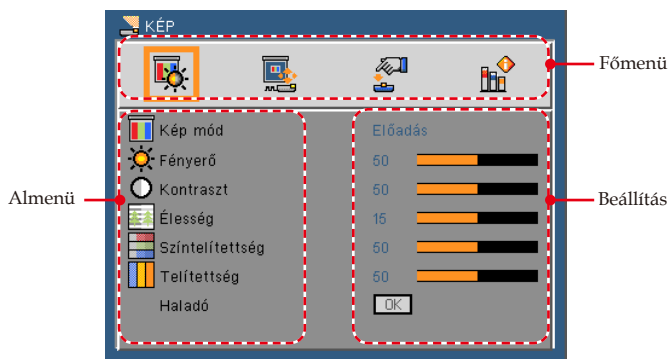 KÉP
Főmenü
Kép mód Előadás
Fényerő 50
Kontraszt 50
Almenü
Beállítás
Élesség 15
Színtelítettség 50
Telítettség 50
Haladó OK